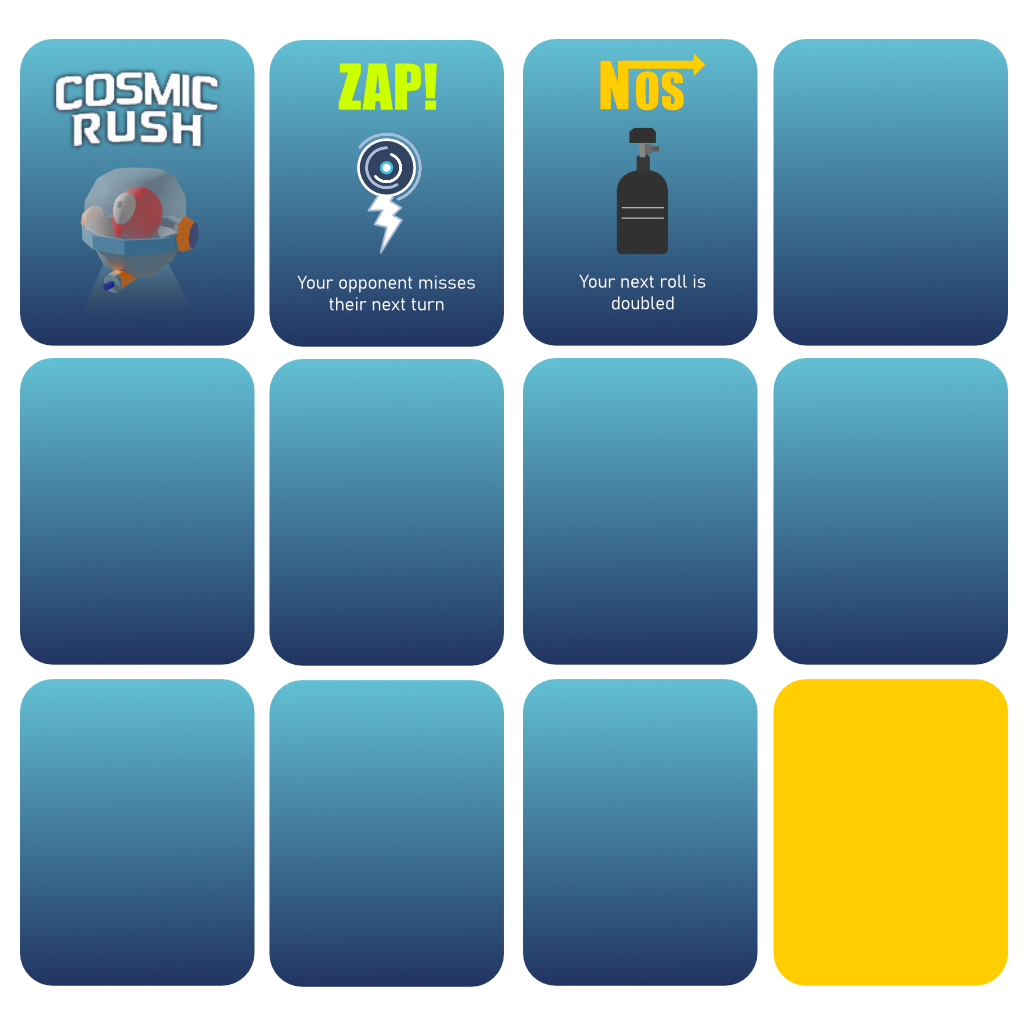 COSMIC
RUSH
ZAP!
Your opponent misses
their next turn
NOS
Your next roll is
doubled